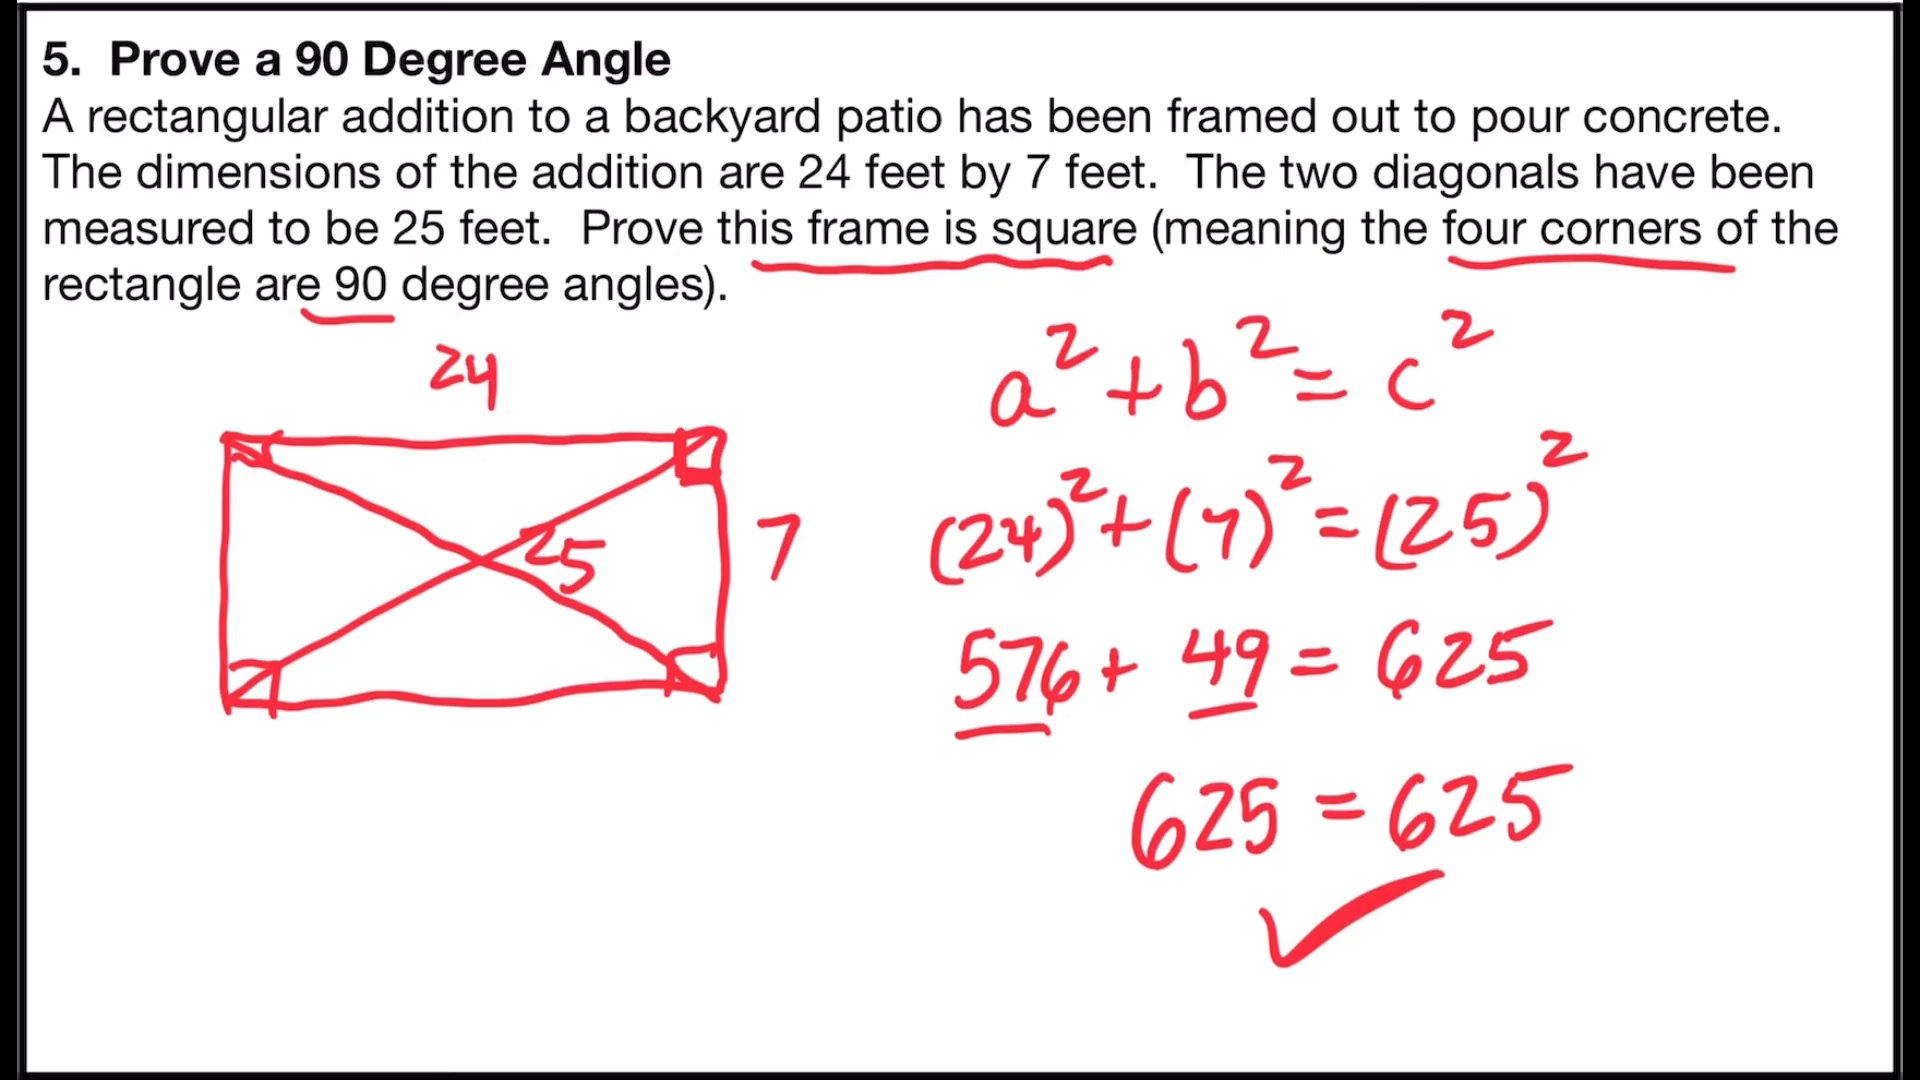 5. Prove a 90 Degree Angle
A rectangular addition to a backyard patio has been framed out to pour concrete.
The dimensions of the addition are 24 feet by 7 feet. The two diagonals have been
measured to be 25 feet. Prove this frame is square (meaning the four corners of the
rectangle are 90 degree angles).
24
25
7
a² + b² = c²
(24)² + (7)² = (25)²
576 + 49 = 625
625 = 625